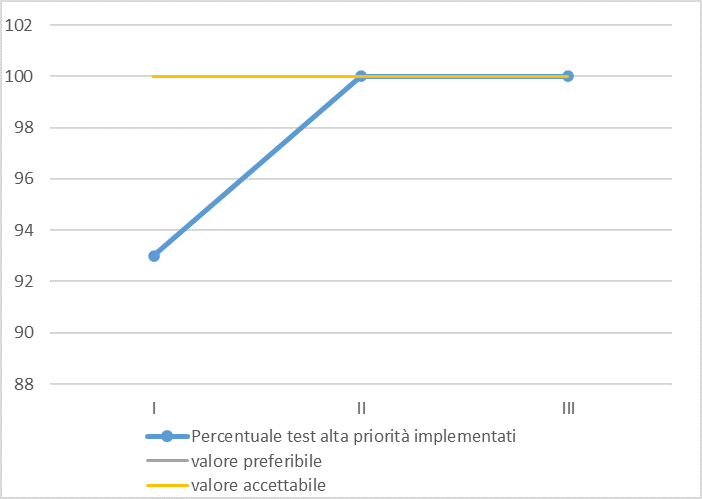 102
100
98
96
94
92
90
88
I II III
Percentuale test alta priorità implementati
valore preferibile
valore accettabile